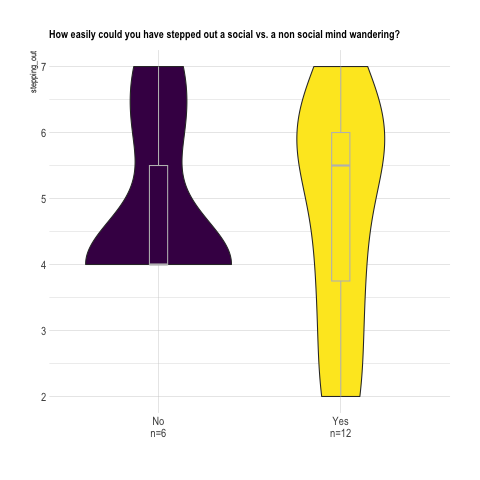 How easily could you have stepped out a social vs. a non social mind wandering?
stepping_out
7
6
5
4
3
2
No
n=6
Yes
n=12